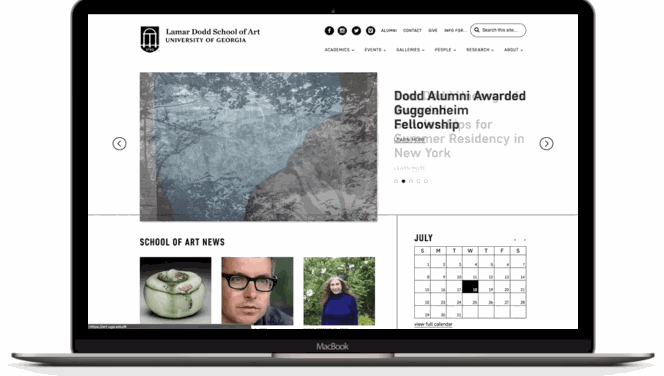 Lamar Dodd School of Art
UNIVERSITY OF GEORGIA
ALUMNI CONTACT GIVE INFO FOR...
Search this site...
ACADEMICS EVENTS GALLERIES PEOPLE RESEARCH ABOUT
Dodd Alumni Awarded
Guggenheim
Fellowship
LEARN MORE
for
Summer Residency in
New York
LEARN MORE
SCHOOL OF ART NEWS
JULY
S M T W T F S
1 2 3 4 5 6 7
8 9 10 11 12 13 14
15 16 17 18 19 20 21
22 23 24 25 26 27 28
29 30 31
view full calendar
MacBook